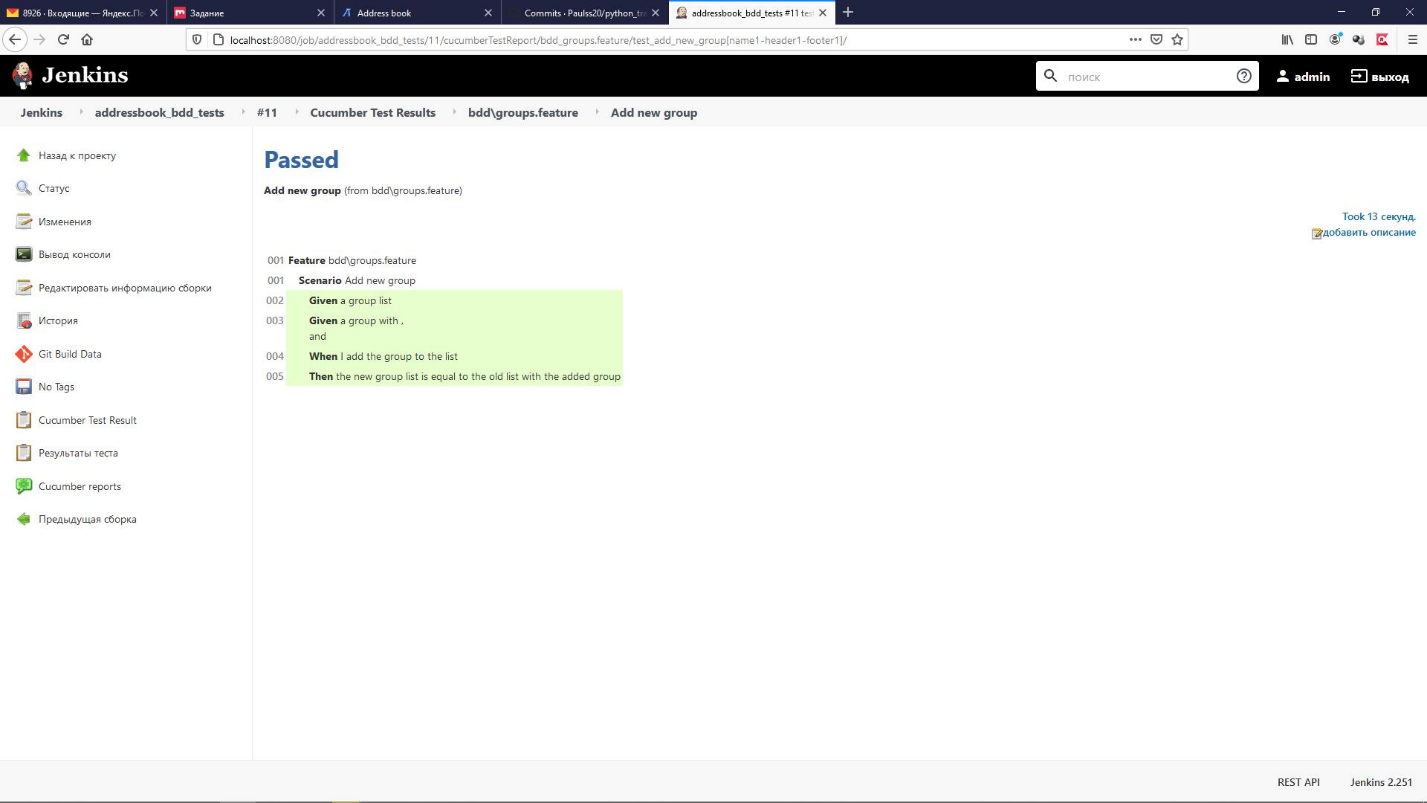 8926 · Входящие — Яндекс.По
Задание
Address book
Commits · Paulss20/python_tra
addressbook_bdd_tests #11 test
localhost:8080/job/addressbook_bdd_tests/11/cucumberTestReport/bdd_groups.feature/test_add_new_group[name1-header1-footer1]/
Jenkins
поиск
admin
выход
Jenkins addressbook_bdd_tests #11 Cucumber Test Results bdd\groups.feature Add new group
Назад к проекту
Статус
Изменения
Вывод консоли
Редактировать информацию сборки
История
Git Build Data
No Tags
Cucumber Test Result
Результаты теста
Cucumber reports
Предыдущая сборка
Passed
Add new group (from bdd\groups.feature)
Took 13 секунд.
добавить описание
001 Feature bdd\groups.feature
001 Scenario Add new group
002 Given a group list
003 Given a group with ,
and
004 When I add the group to the list
005 Then the new group list is equal to the old list with the added group
REST API
Jenkins 2.251